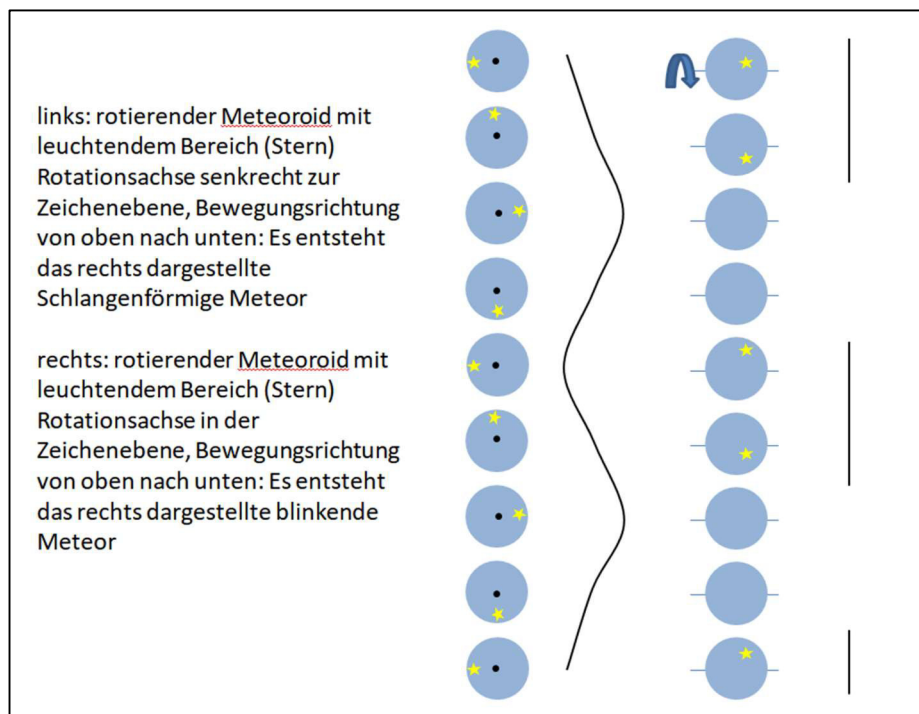 links: rotierender Meteoroid mit
leuchtendem Bereich (Stern)
Rotationsachse senkrecht zur
Zeichenebene, Bewegungsrichtung
von oben nach unten: Es entsteht
das rechts dargestellte
Schlangenförmige Meteor
rechts: rotierender Meteoroid mit
leuchtendem Bereich (Stern)
Rotationsachse in der
Zeichenebene, Bewegungsrichtung
von oben nach unten: Es entsteht
das rechts dargestellte blinkende
Meteor